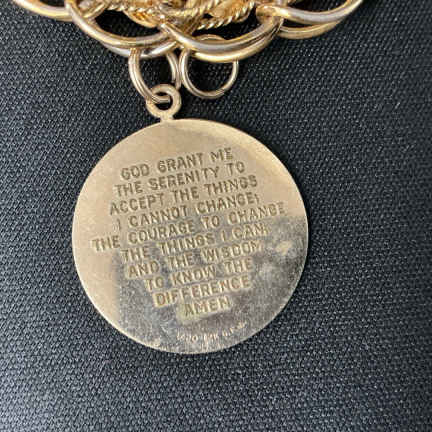 GOD GRANT ME
THE SERENITY TO
ACCEPT THE THINGS
I CANNOT CHANGE;
THE COURAGE TO CHANGE
THE THINGS I CAN;
AND THE WISDOM
TO KNOW THE
DIFFERENCE
AMEN